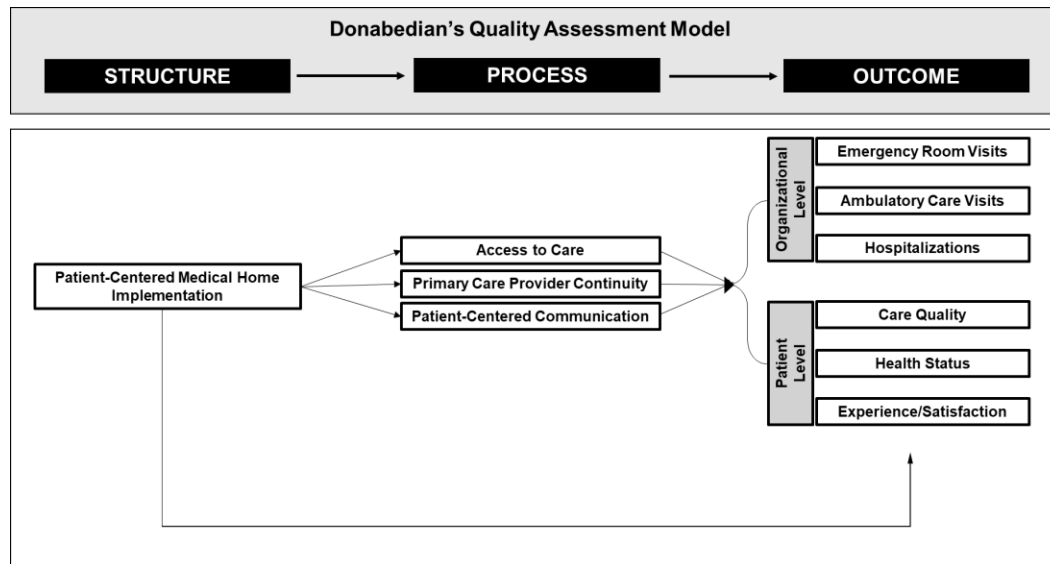 Donabedian's Quality Assessment Model
STRUCTURE
PROCESS
OUTCOME
Patient-Centered Medical Home
Implementation
Access to Care
Primary Care Provider Continuity
Patient-Centered Communication
Organizational
Level
Emergency Room Visits
Ambulatory Care Visits
Hospitalizations
Patient
Level
Care Quality
Health Status
Experience/Satisfaction